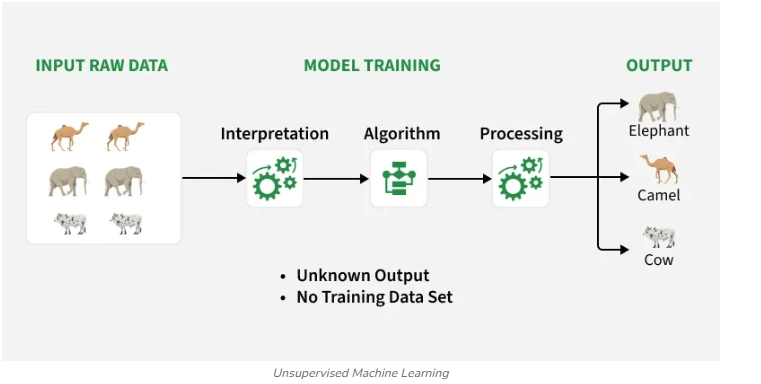 INPUT RAW DATA
MODEL TRAINING
OUTPUT
Interpretation
Algorithm
Processing
Elephant
Camel
Cow
• Unknown Output
• No Training Data Set
Unsupervised Machine Learning